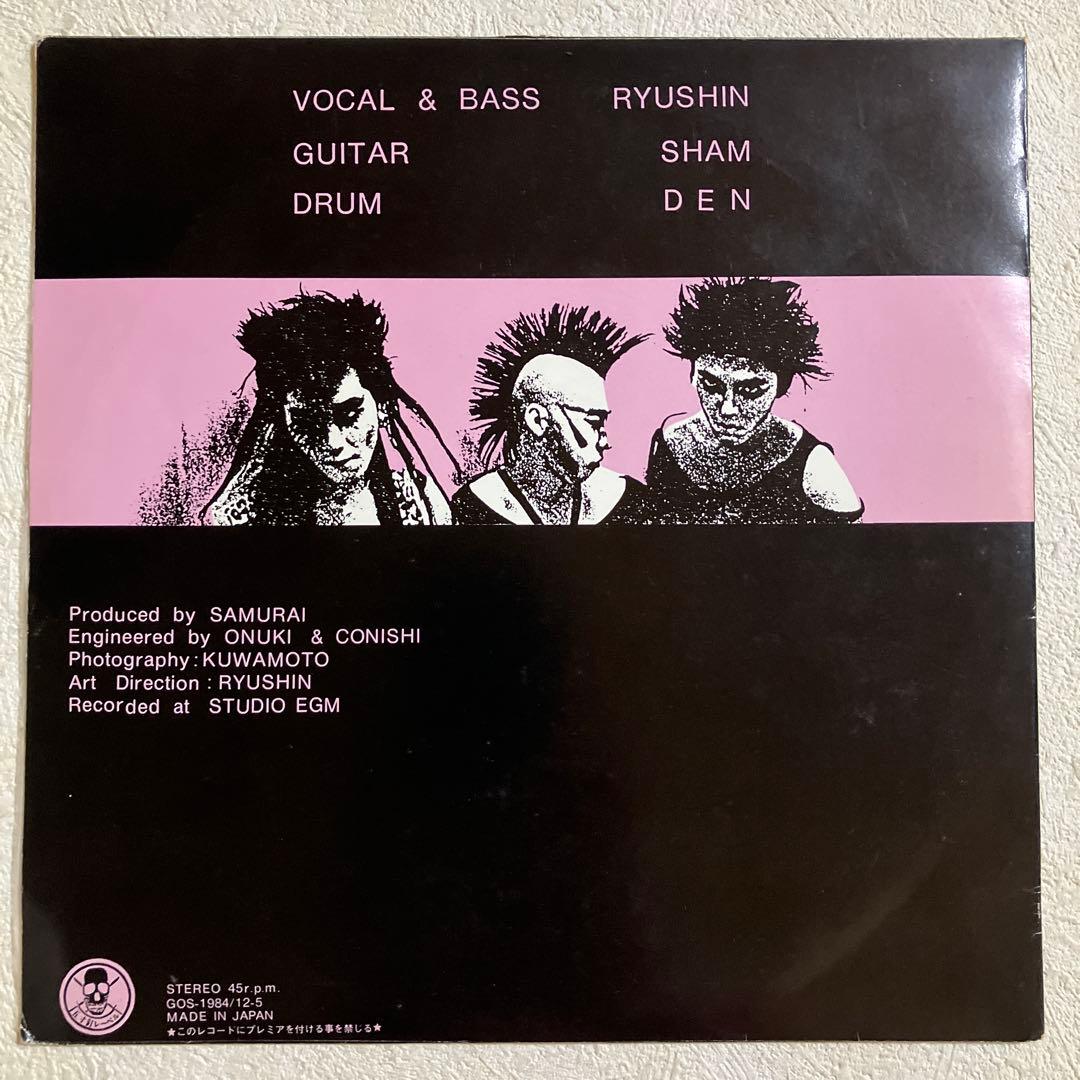 VOCAL & BASS RYUSHIN
GUITAR SHAM
DRUM D E N
Produced by SAMURAI
Engineered by ONUKI & CONISHI
Photography:KUWAMOTO
Art Direction : RYUSHIN
Recorded at STUDIO EGM
STEREO 45r.p.m.
GOS-1984/12-5
MADE IN JAPAN
★このレコードにプレミアを付ける事を禁じる★